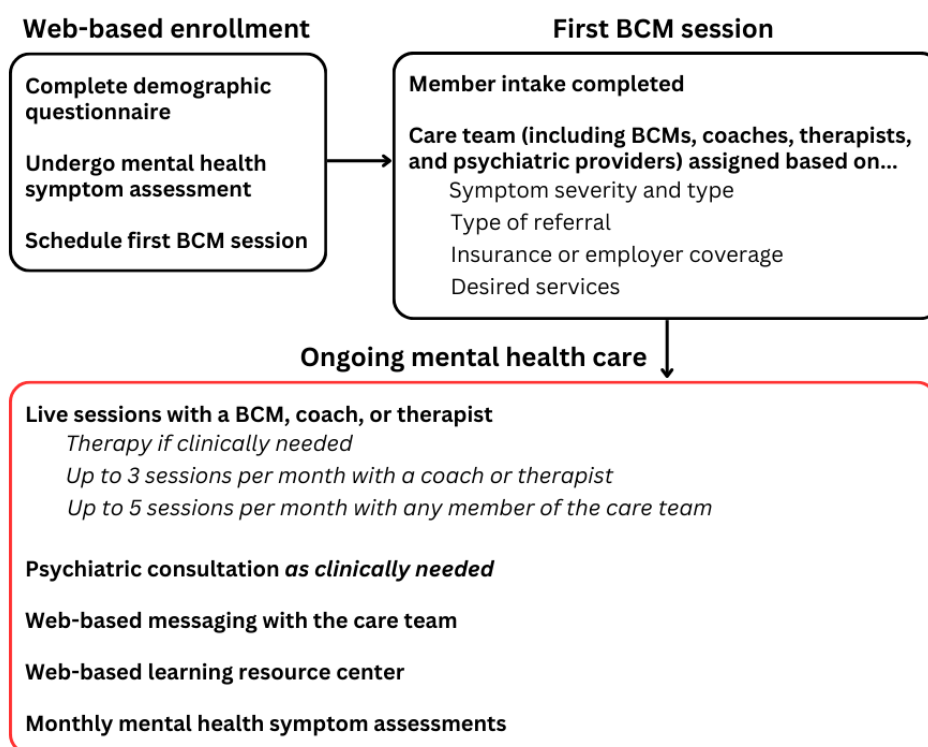 Web-based enrollment
Complete demographic
questionnaire
Undergo mental health
symptom assessment
Schedule first BCM session
First BCM session
Member intake completed
Care team (including BCMs, coaches, therapists,
and psychiatric providers) assigned based on...
Symptom severity and type
Type of referral
Insurance or employer coverage
Desired services
Ongoing mental health care
Live sessions with a BCM, coach, or therapist
Therapy if clinically needed
Up to 3 sessions per month with a coach or therapist
Up to 5 sessions per month with any member of the care team
Psychiatric consultation as clinically needed
Web-based messaging with the care team
Web-based learning resource center
Monthly mental health symptom assessments